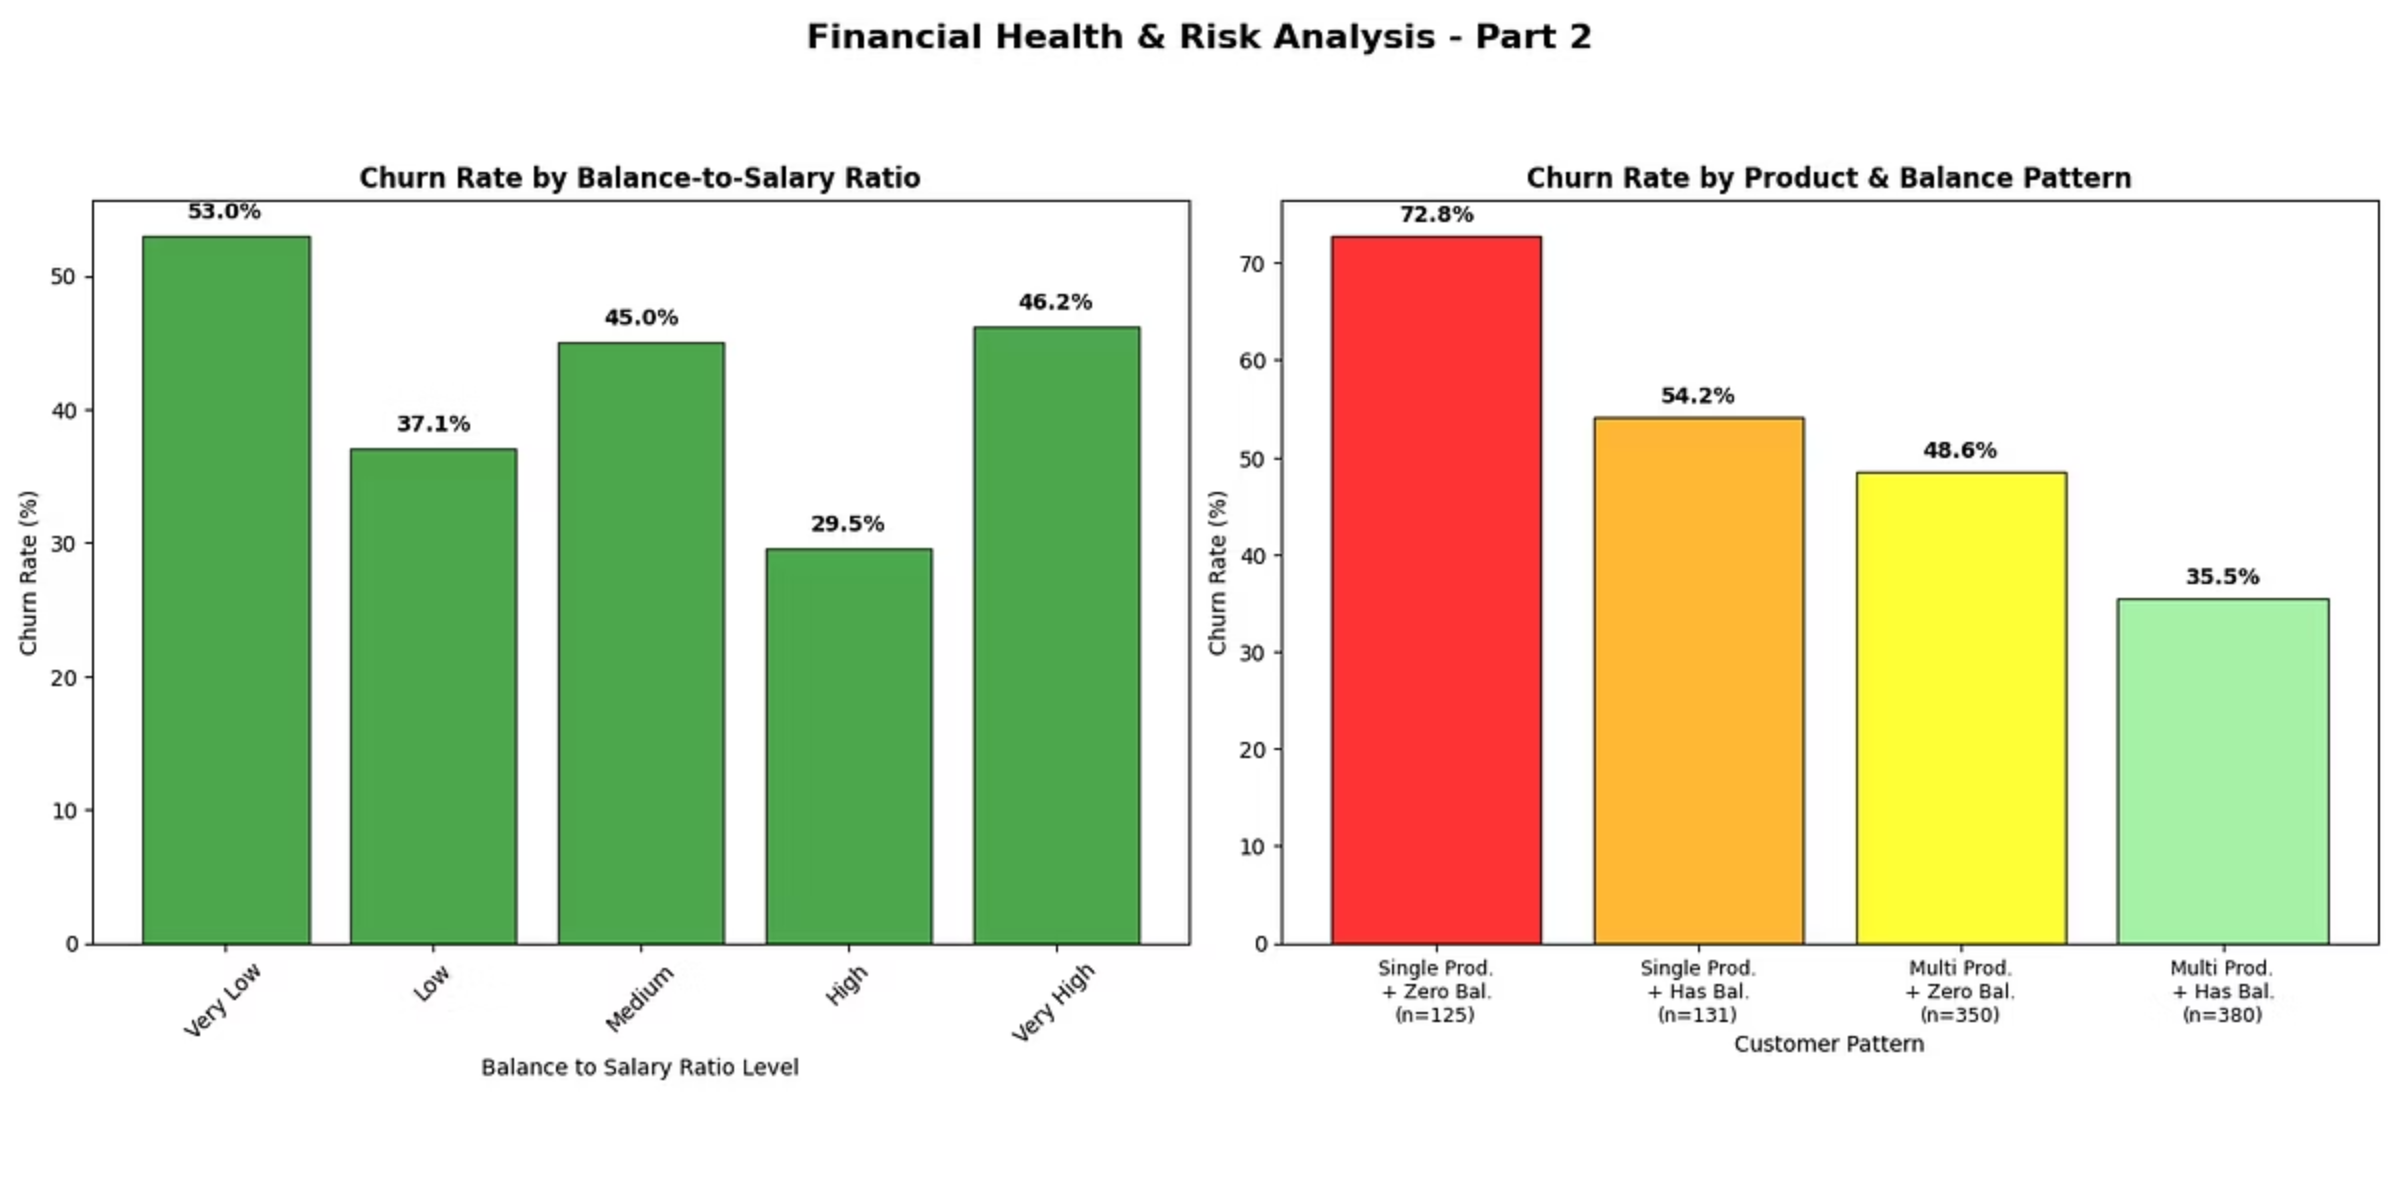 Financial Health & Risk Analysis - Part 2
Churn Rate by Balance-to-Salary Ratio
Churn Rate (%)
50
40
30
20
10
0
53.0%
37.1%
45.0%
29.5%
46.2%
Very Low
Low
Medium
High
Very High
Balance to Salary Ratio Level
Churn Rate by Product & Balance Pattern
Churn Rate (%)
70
60
50
40
30
20
10
0
72.8%
54.2%
48.6%
35.5%
Single Prod.
+ Zero Bal.
(n=125)
Single Prod.
+ Has Bal.
(n=131)
Multi Prod.
+ Zero Bal.
(n=350)
Multi Prod.
+ Has Bal.
(n=380)
Customer Pattern